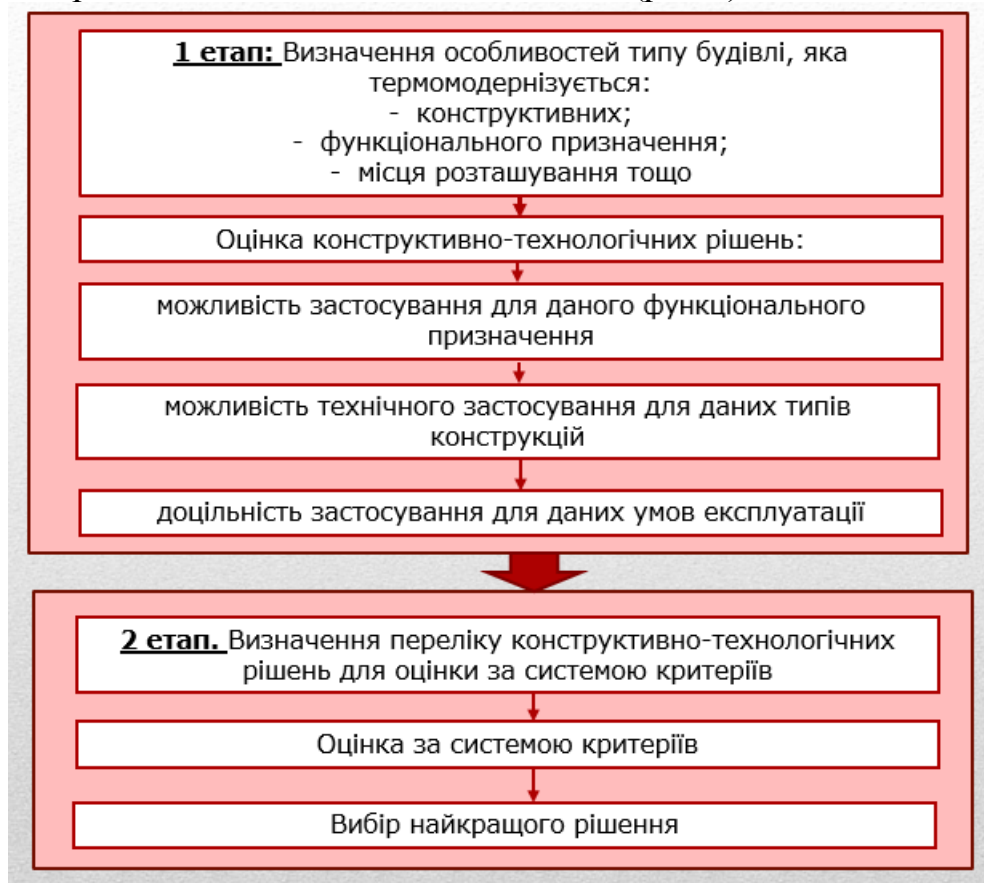 1 етап: Визначення особливостей типу будівлі, яка
термомодернізується:
- конструктивних;
- функціонального призначення;
- місця розташування тощо
Оцінка конструктивно-технологічних рішень:
можливість застосування для даного функціонального
призначення
можливість технічного застосування для даних типів
конструкцій
доцільність застосування для даних умов експлуатації
2 етап. Визначення переліку конструктивно-технологічних
рішень для оцінки за системою критеріїв
Оцінка за системою критеріїв
Вибір найкращого рішення